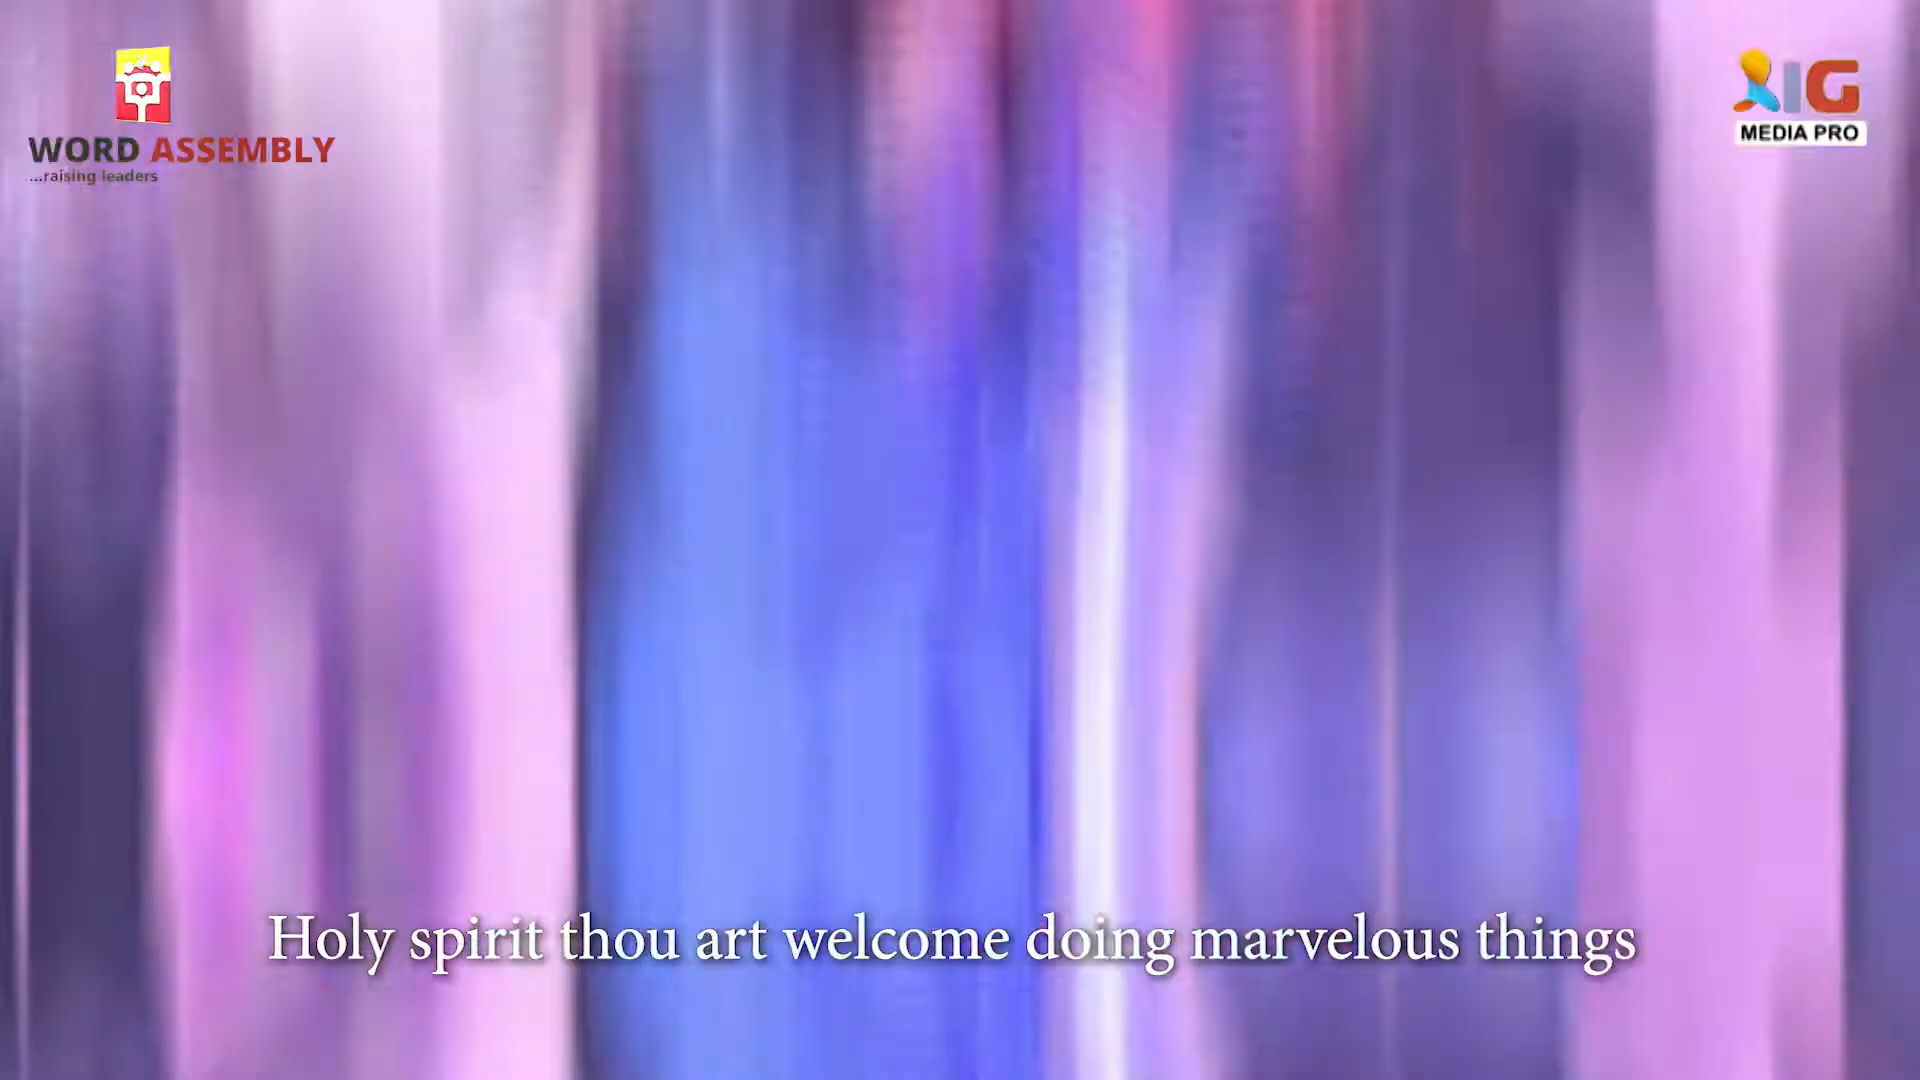 WORD ASSEMBLY
...raising leaders
IG
MEDIA PRO
Holy spirit thou art welcome doing marvelous things